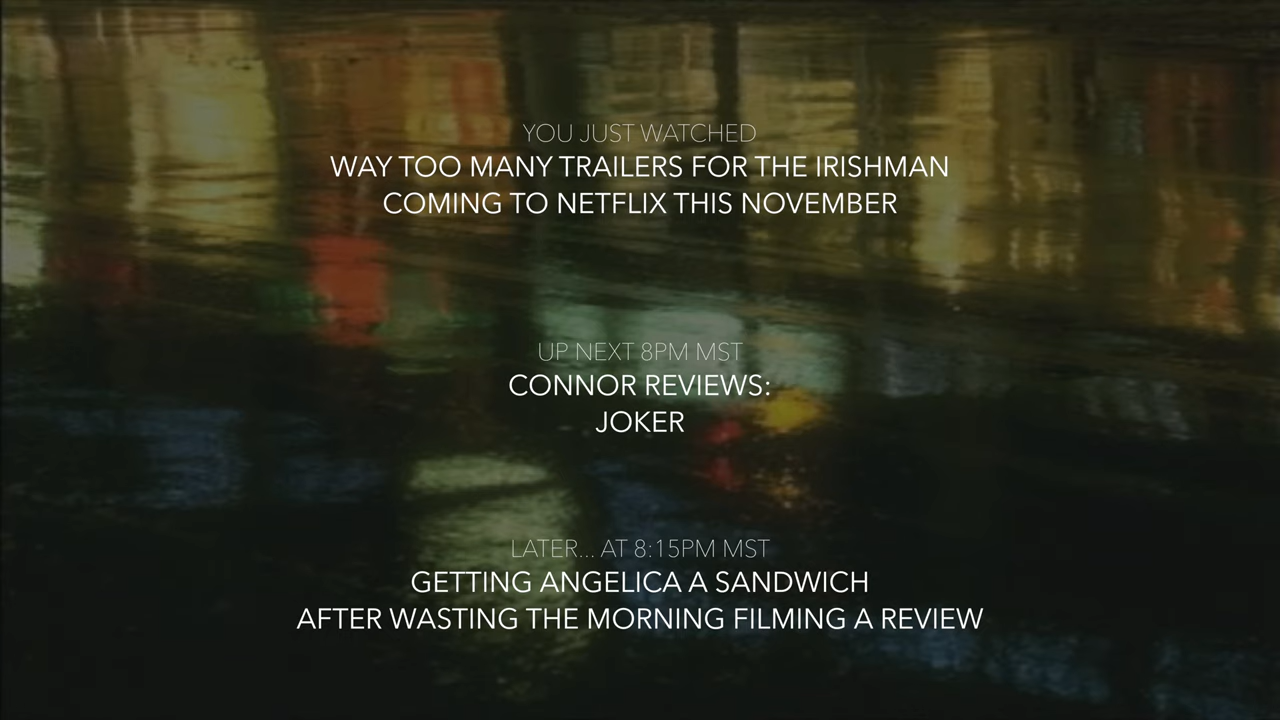 YOU JUST WATCHED
WAY TOO MANY TRAILERS FOR THE IRISHMAN
COMING TO NETFLIX THIS NOVEMBER
UP NEXT 8PM MST
CONNOR REVIEWS:
JOKER
LATER... AT 8:15PM MST
GETTING ANGELICA A SANDWICH
AFTER WASTING THE MORNING FILMING A REVIEW